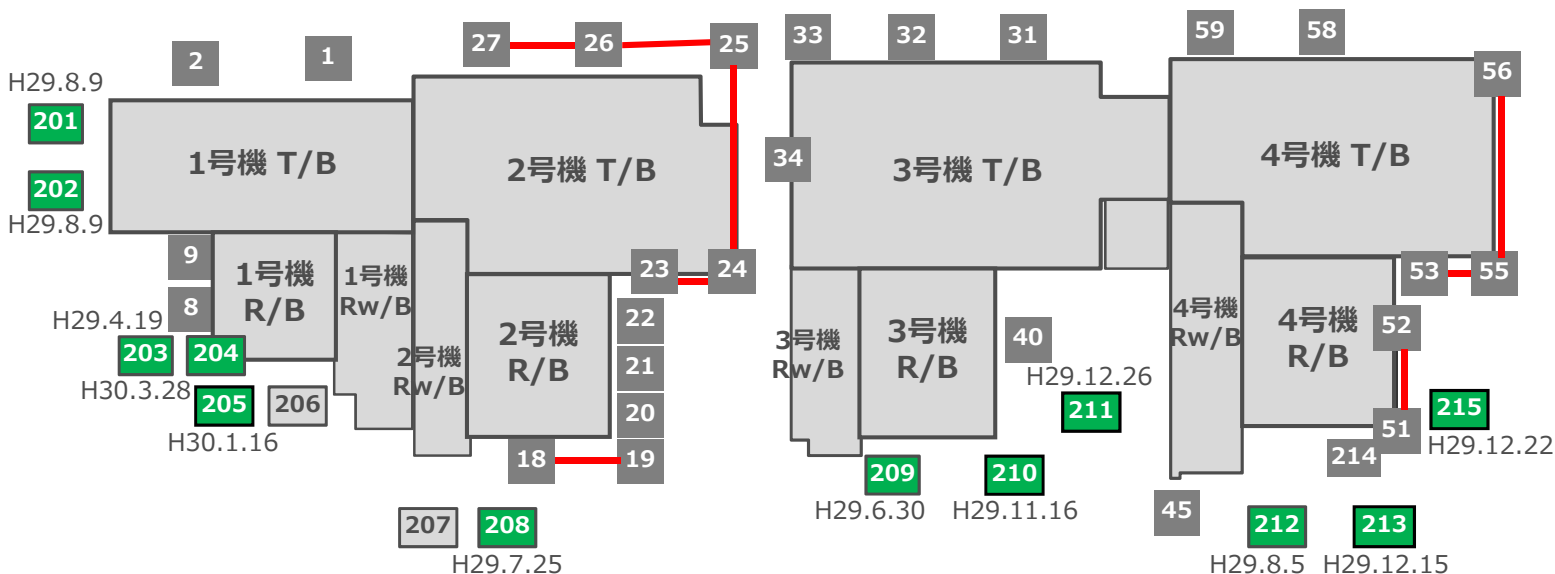 27
26
25
33
32
31
59
58
2
1
56
H29.8.9
201
34
1号機 T/B
2号機 T/B
3号機 T/B
4号機 T/B
202
H29.8.9
9
1号機
R/B
1号機
Rw/B
23
24
53
55
8
22
H29.4.19
203
204
2号機
R/B
3号機
Rw/B
3号機
R/B
40
4号機
Rw/B
4号機
R/B
52
2号機
Rw/B
21
H30.3.28
H29.12.26
205
206
20
211
215
H30.1.16
51
H29.12.22
18
19
214
209
210
H29.6.30
H29.11.16
45
207
208
212
213
H29.7.25
H29.8.5
H29.12.15